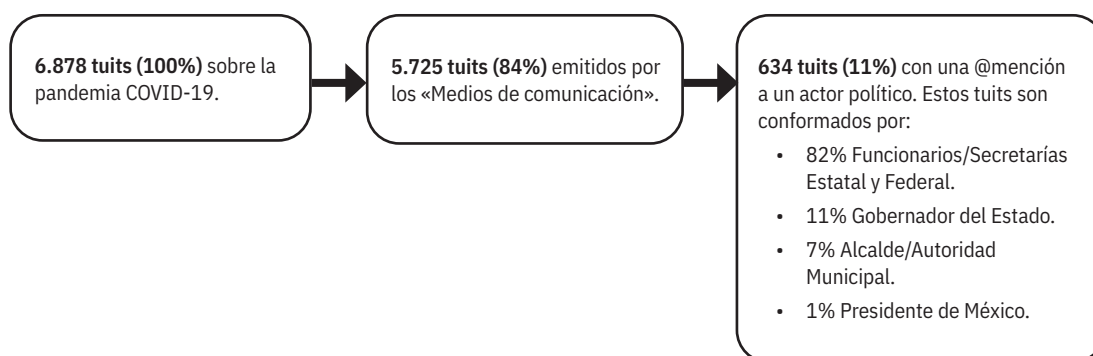 6.878 tuits (100%) sobre la
pandemia COVID-19.
5.725 tuits (84%) emitidos por
los «Medios de comunicación».
634 tuits (11%) con una @mención
a un actor político. Estos tuits son
conformados por:
• 82% Funcionarios/Secretarías
Estatal y Federal.
• 11% Gobernador del Estado.
• 7% Alcalde/Autoridad
Municipal.
• 1% Presidente de México.